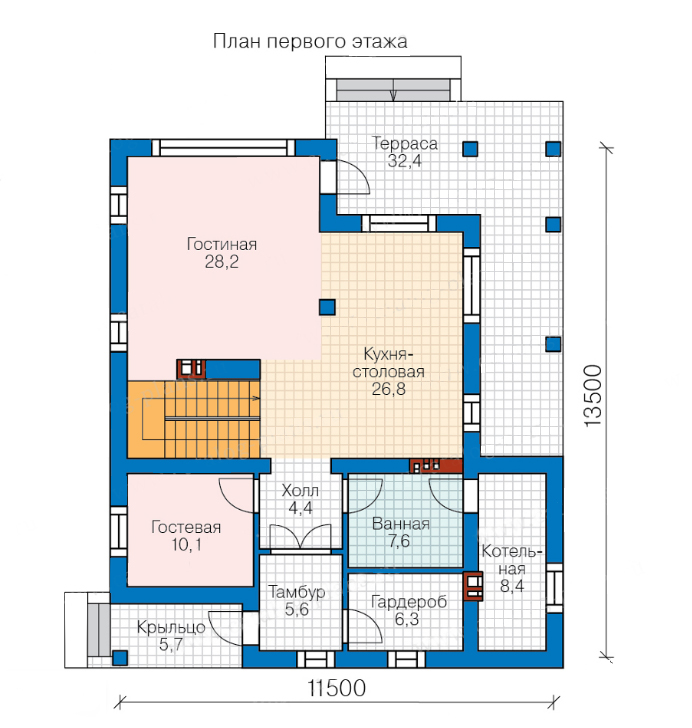 План первого этажа
Терраса
32,4
Гостиная
28,2
Кухня-
столовая
26,8
13500
Холл
4,4
Гостевая
10,1
Ванная
7,6
Котель-
ная
8,4
Тамбур
5,6
Гардероб
6,3
Крыльцо
5,7
11500